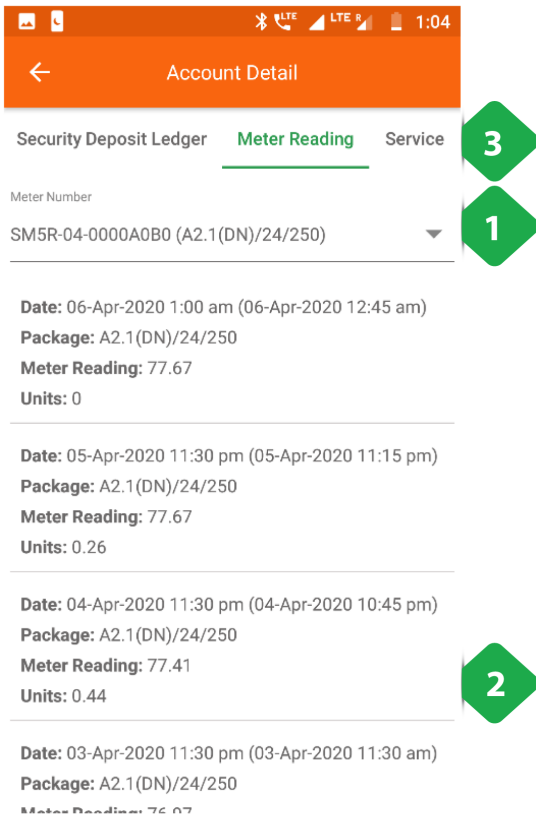 LTE LTE R 1:04
Account Detail
Security Deposit Ledger Meter Reading Service
3
Meter Number
SM5R-04-0000A0B0 (A2.1(DN)/24/250)
1
Date: 06-Apr-2020 1:00 am (06-Apr-2020 12:45 am)
Package: A2.1(DN)/24/250
Meter Reading: 77.67
Units: 0
Date: 05-Apr-2020 11:30 pm (05-Apr-2020 11:15 pm)
Package: A2.1(DN)/24/250
Meter Reading: 77.67
Units: 0.26
Date: 04-Apr-2020 11:30 pm (04-Apr-2020 10:45 pm)
Package: A2.1(DN)/24/250
Meter Reading: 77.41
Units: 0.44
2
Date: 03-Apr-2020 11:30 pm (03-Apr-2020 11:30 am)
Package: A2.1(DN)/24/250
Meter Reading: 76.97